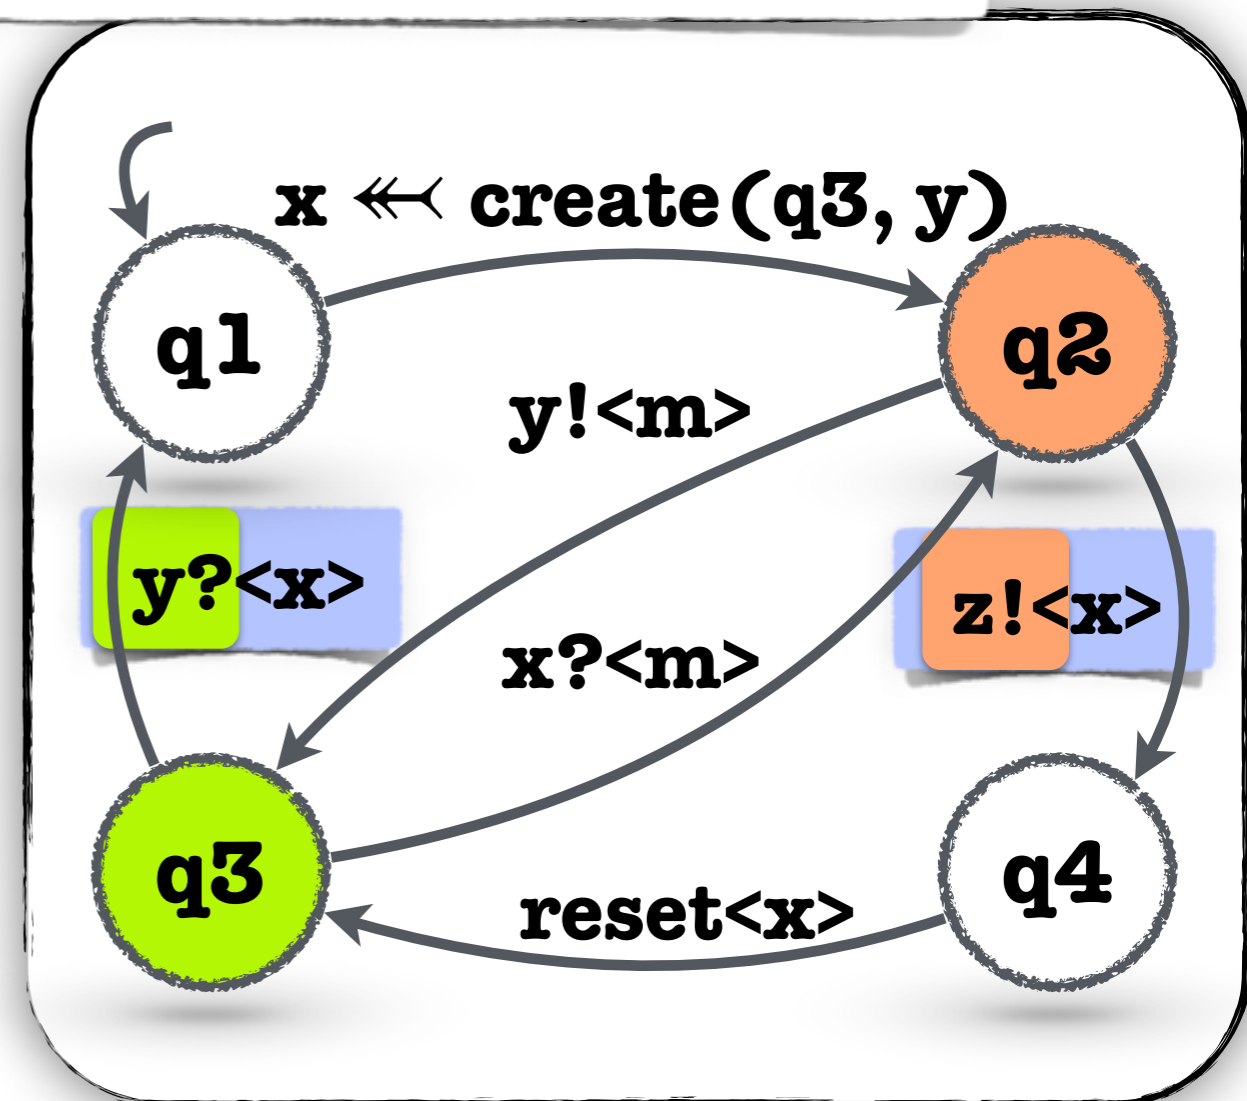 x ⤛ create(q3, y)
q1
q2
y!<m>
y?<x>
z!<x>
x?<m>
q3
q4
reset<x>